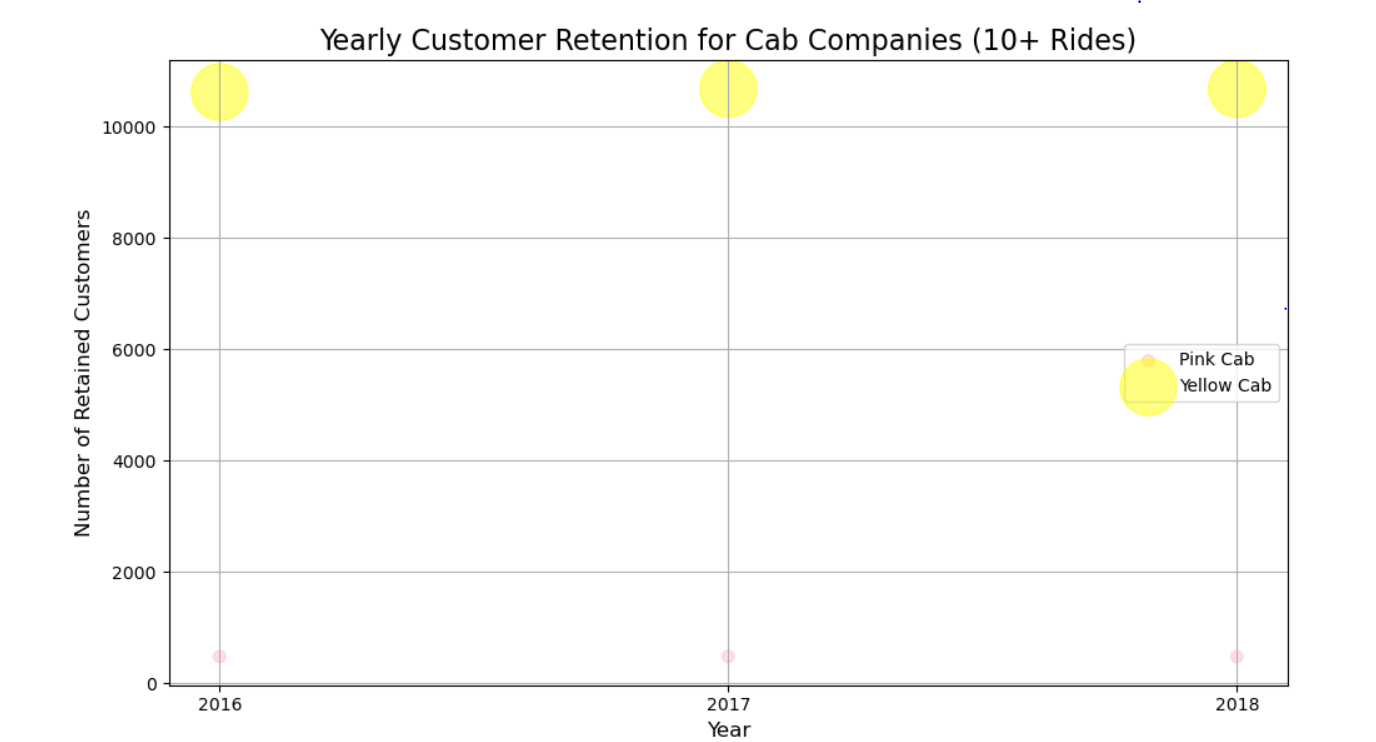 Yearly Customer Retention for Cab Companies (10+ Rides)
Number of Retained Customers
10000
8000
6000
4000
2000
0
Pink Cab
Yellow Cab
2016
2017
2018
Year